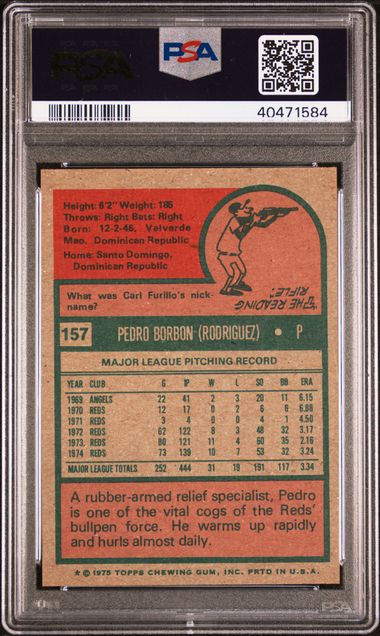 PSA
PSA
40471584
Height: 6'2" Weight: 185
Throws: Right Bats: Right
Born: 12-2-46, Velverde
Mao, Dominican Republic
Home: Santo Domingo,
Dominican Republic
What was Carl Furillo's nick-
name?
"THE READING
RIFLE".
157 PEDRO BORBON (RODRIGUEZ) • P
MAJOR LEAGUE PITCHING RECORD
YEAR CLUB G IP W L SO BB ERA
1969 ANGELS 22 41 2 3 20 11 6.15
1970 REDS 12 17 0 2 6 6 6.88
1971 REDS 3 4 0 0 4 1 4.50
1972 REDS 62 122 8 3 48 32 3.17
1973 REDS 80 121 11 4 60 35 2.16
1974 REDS 73 139 10 7 53 32 3.24
MAJOR LEAGUE TOTALS 252 444 31 19 191 117 3.34
A rubber-armed relief specialist, Pedro
is one of the vital cogs of the Reds'
bullpen force. He warms up rapidly
and hurls almost daily.
* © 1975 TOPPS CHEWING GUM, INC. PRTD IN U.S.A.
PSA